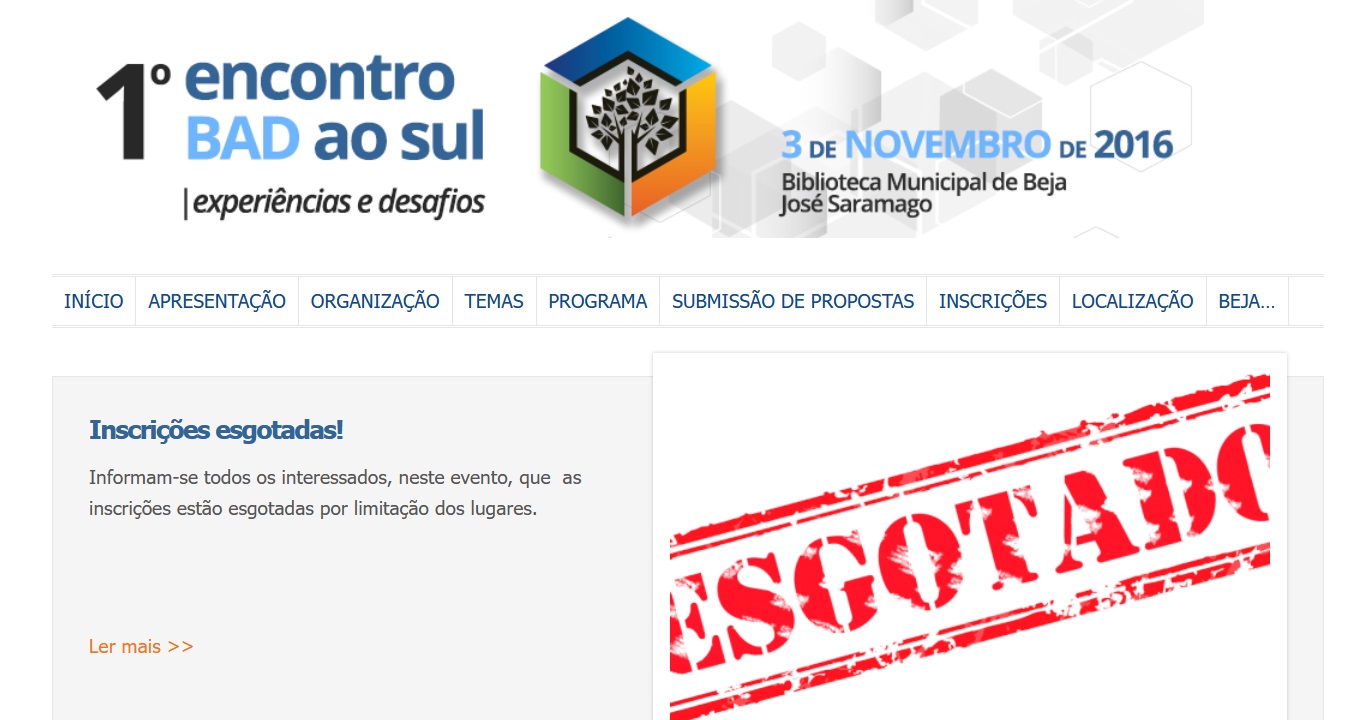 1º encontro
BAD ao sul
|experiências e desafios
3 DE NOVEMBRO DE 2016
Biblioteca Municipal de Beja
José Saramago
INÍCIO APRESENTAÇÃO ORGANIZAÇÃO TEMAS PROGRAMA SUBMISSÃO DE PROPOSTAS INSCRIÇÕES LOCALIZAÇÃO BEJA...
Inscrições esgotadas!
Informam-se todos os interessados, neste evento, que as
inscrições estão esgotadas por limitação dos lugares.
Ler mais >>
ESGOTADO